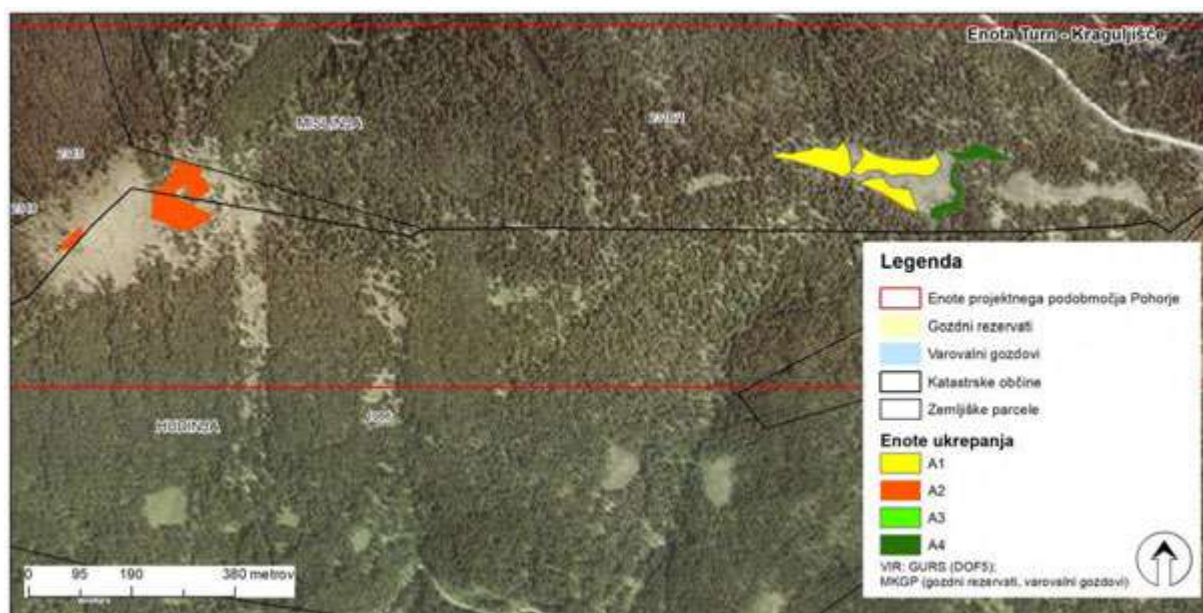 Enota Turn - Kraguljišče
MISLINJA
HUDINJA
Legenda
Enote projektnega podobmočja Pohorje
Gozdni rezervati
Varovalni gozdovi
Katastrske občine
Zemljiške parcele
Enote ukrepanja
A1
A2
A3
A4
VIR: GURS (DOF5);
MKGP (gozdni rezervati, varovalni gozdovi)
0 95 190 380 metrov